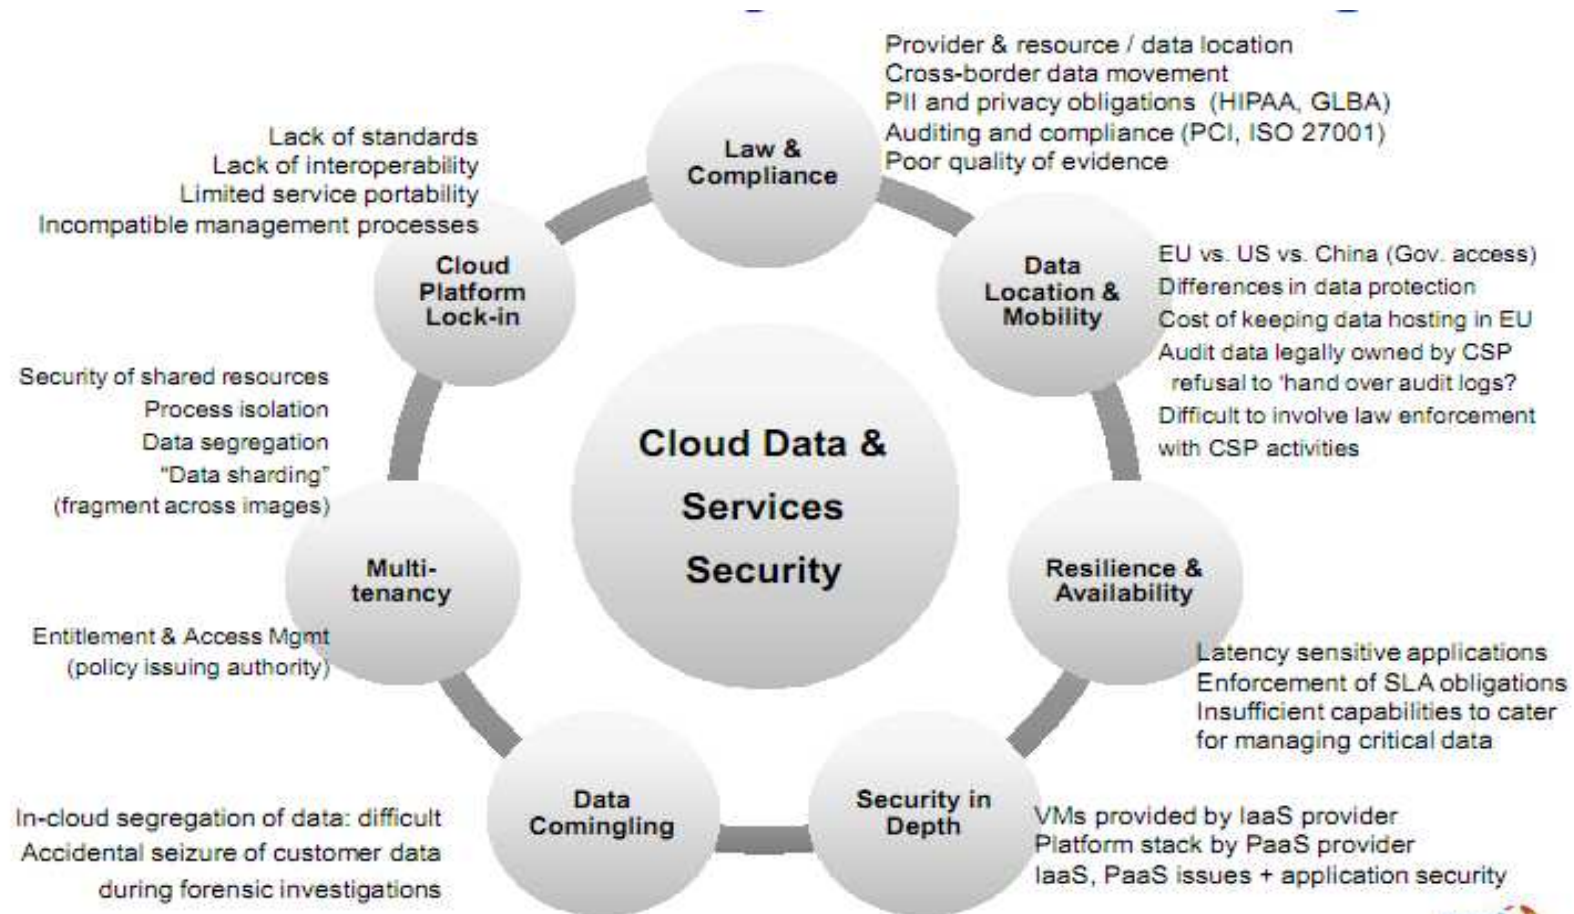 Provider & resource / data location
Cross-border data movement
PII and privacy obligations (HIPAA, GLBA)
Auditing and compliance (PCI, ISO 27001)
Poor quality of evidence
Law &
Compliance
Lack of standards
Lack of interoperability
Limited service portability
Incompatible management processes
Cloud
Platform
Lock-in
Data
Location &
Mobility
EU vs. US vs. China (Gov. access)
Differences in data protection
Cost of keeping data hosting in EU
Audit data legally owned by CSP
refusal to 'hand over audit logs?
Difficult to involve law enforcement
with CSP activities
Security of shared resources
Process isolation
Data segregation
"Data sharding"
(fragment across images)
Cloud Data &
Services
Security
Multi-
tenancy
Resilience &
Availability
Entitlement & Access Mgmt
(policy issuing authority)
Latency sensitive applications
Enforcement of SLA obligations
Insufficient capabilities to cater
for managing critical data
Data
Comingling
Security in
Depth
In-cloud segregation of data: difficult
Accidental seizure of customer data
during forensic investigations
VMs provided by IaaS provider
Platform stack by PaaS provider
IaaS, PaaS issues + application security